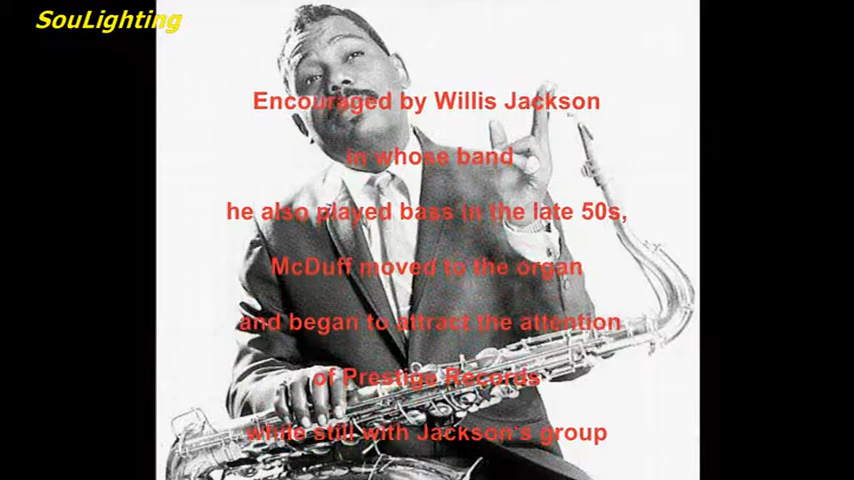 SouLighting
Encouraged by Willis Jackson
in whose band
he also played bass in the late 50s,
McDuff moved to the organ
and began to attract the attention
of Prestige Records
while still with Jackson's group